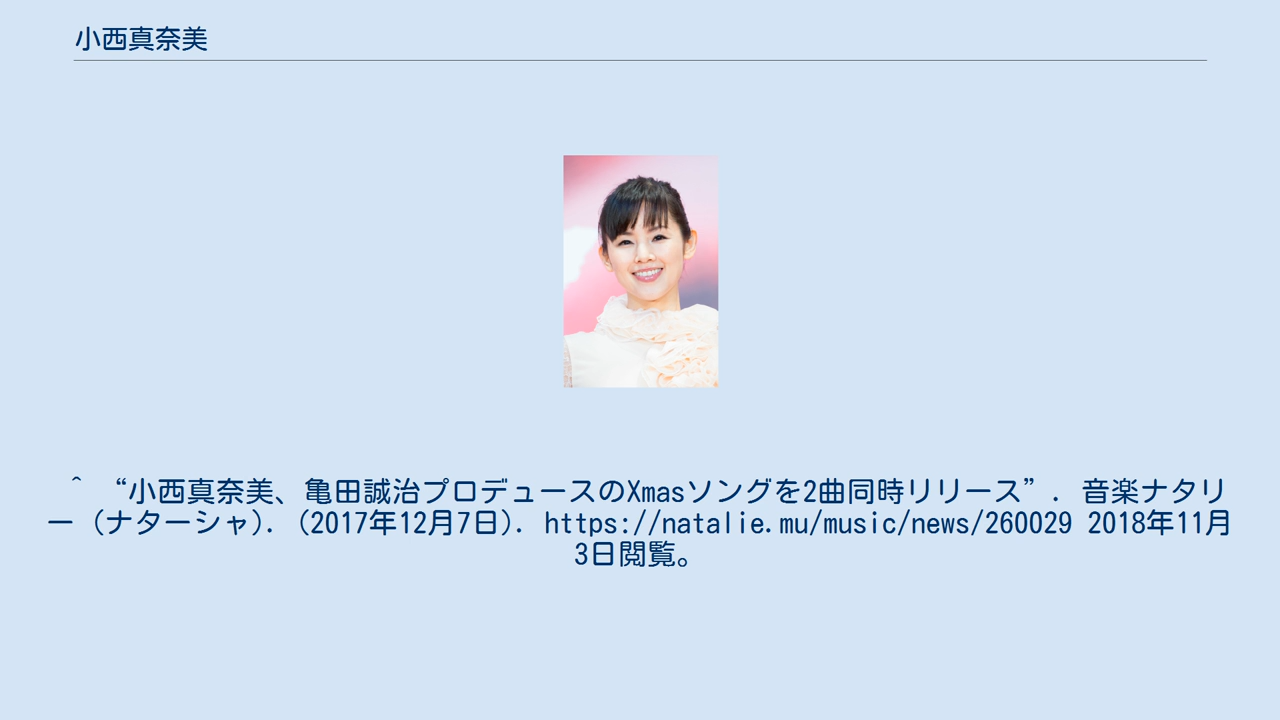 小西真奈美
^ “小西真奈美、亀田誠治プロデュースのXmasソングを2曲同時リリース”. 音楽ナタリ
ー (ナターシャ). (2017年12月7日). https://natalie.mu/music/news/260029 2018年11月
3日閲覧。